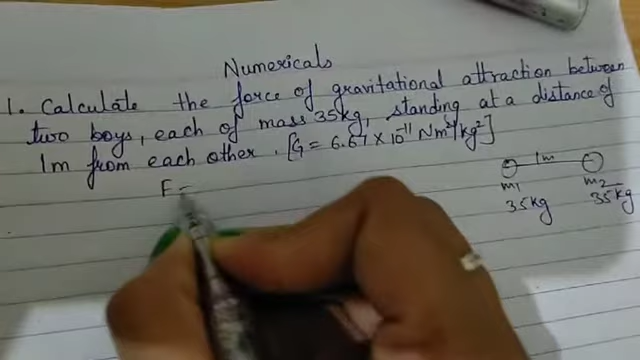 Numericals
1. Calculate the force of gravitational attraction between
two boys, each of mass 35kg, standing at a distance of
1m from each other. [G = 6.67 × 10⁻¹¹ Nm²/kg²]
1m
m₁ m₂
35kg 35kg
F =